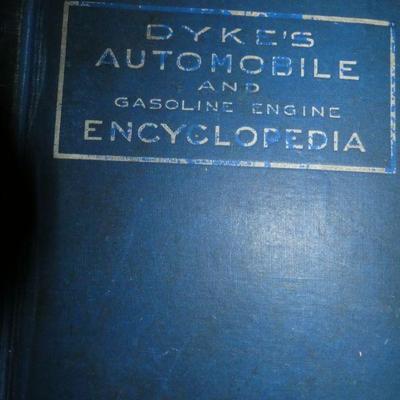 DYKE'S
AUTOMOBILE
AND
GASOLINE ENGINE
ENCYCLOPEDIA